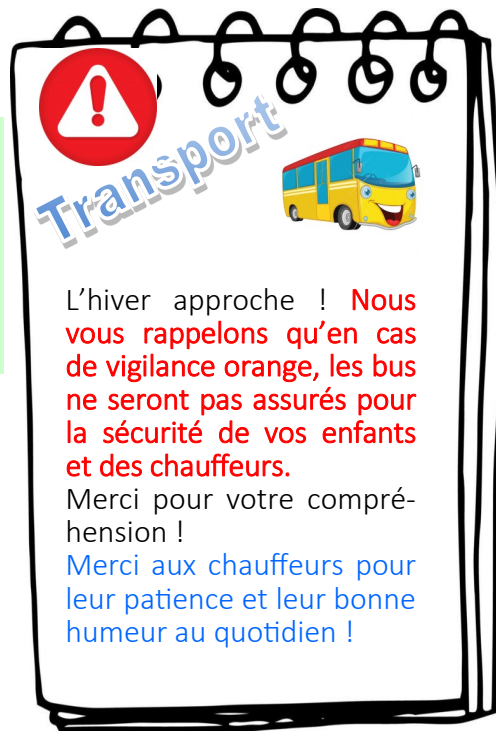 Transport
L’hiver approche ! Nous
vous rappelons qu’en cas
de vigilance orange, les bus
ne seront pas assurés pour
la sécurité de vos enfants
et des chauffeurs.
Merci pour votre compré-
hension !
Merci aux chauffeurs pour
leur patience et leur bonne
humeur au quotidien !